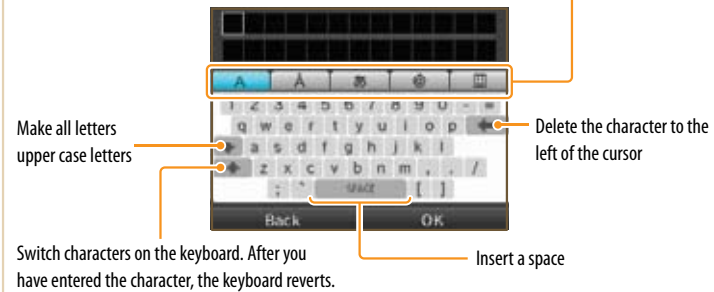 A Å
1 2 3 4 5 6 7 8 9 0 - =
q w e r t y u i o p
Make all letters
upper case letters
a s d f g h j k l
Delete the character to the
left of the cursor
z x c v b n m , . /
; ' SPACE [ ]
Back OK
Switch characters on the keyboard. After you
have entered the character, the keyboard reverts.
Insert a space